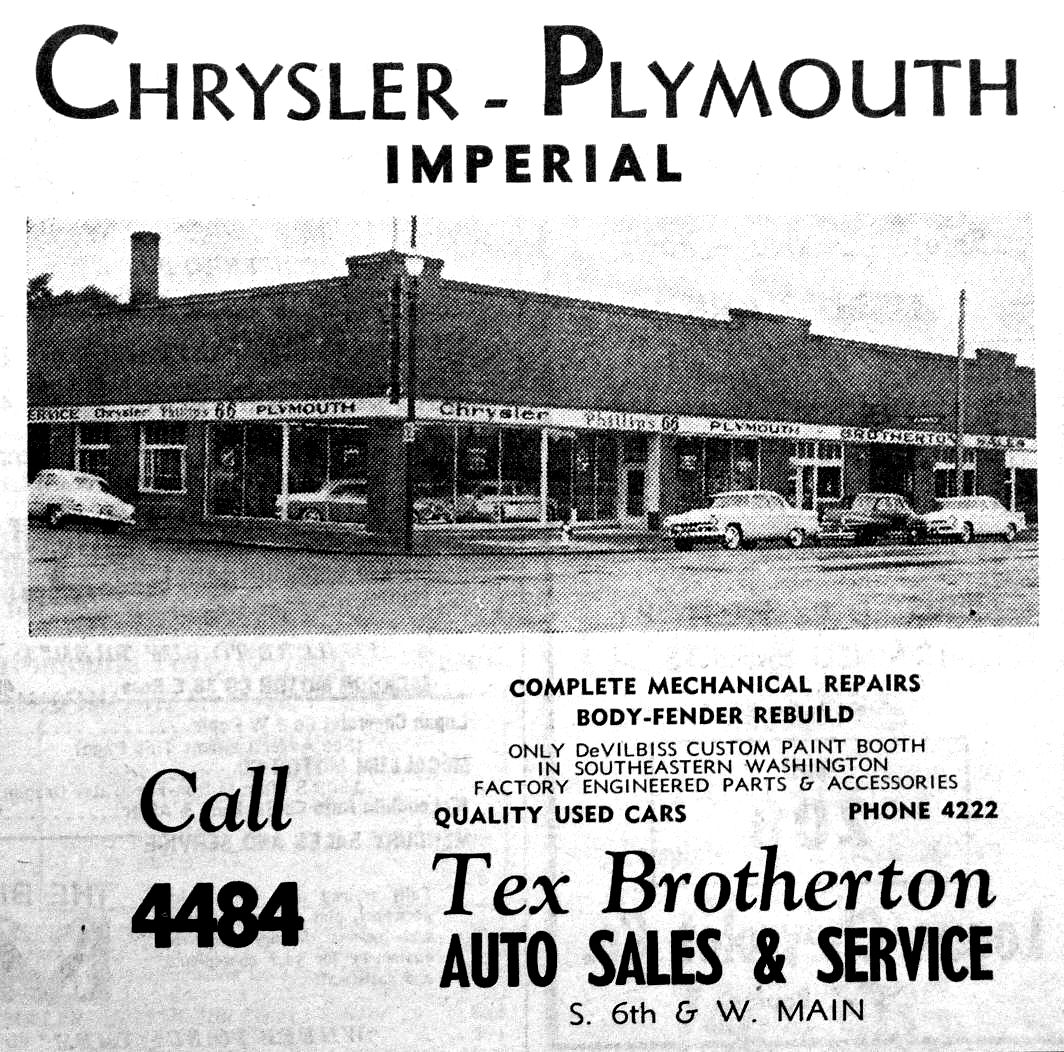 CHRYSLER - PLYMOUTH
IMPERIAL
ERVICE Chrysler Phillips 66 PLYMOUTH
Chrysler Phillips 66 PLYMOUTH BROTHERTON SALES
COMPLETE MECHANICAL REPAIRS
BODY-FENDER REBUILD
ONLY DeVILBISS CUSTOM PAINT BOOTH
IN SOUTHEASTERN WASHINGTON
FACTORY ENGINEERED PARTS & ACCESSORIES
QUALITY USED CARS PHONE 4222
Call
4484
Tex Brotherton
AUTO SALES & SERVICE
S. 6th & W. MAIN